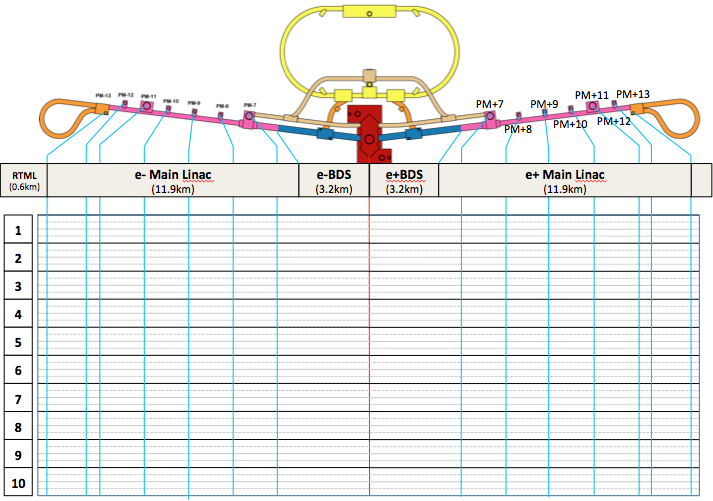 PM-13
PM-12
PM-11
PM-10
PM-9
PM-8
PM-7
PM+7
PM+8
PM+9
PM+10
PM+11
PM+12
PM+13
RTML
(0.6km)
e- Main Linac
(11.9km)
e-BDS
(3.2km)
e+BDS
(3.2km)
e+ Main Linac
(11.9km)
1
2
3
4
5
6
7
8
9
10